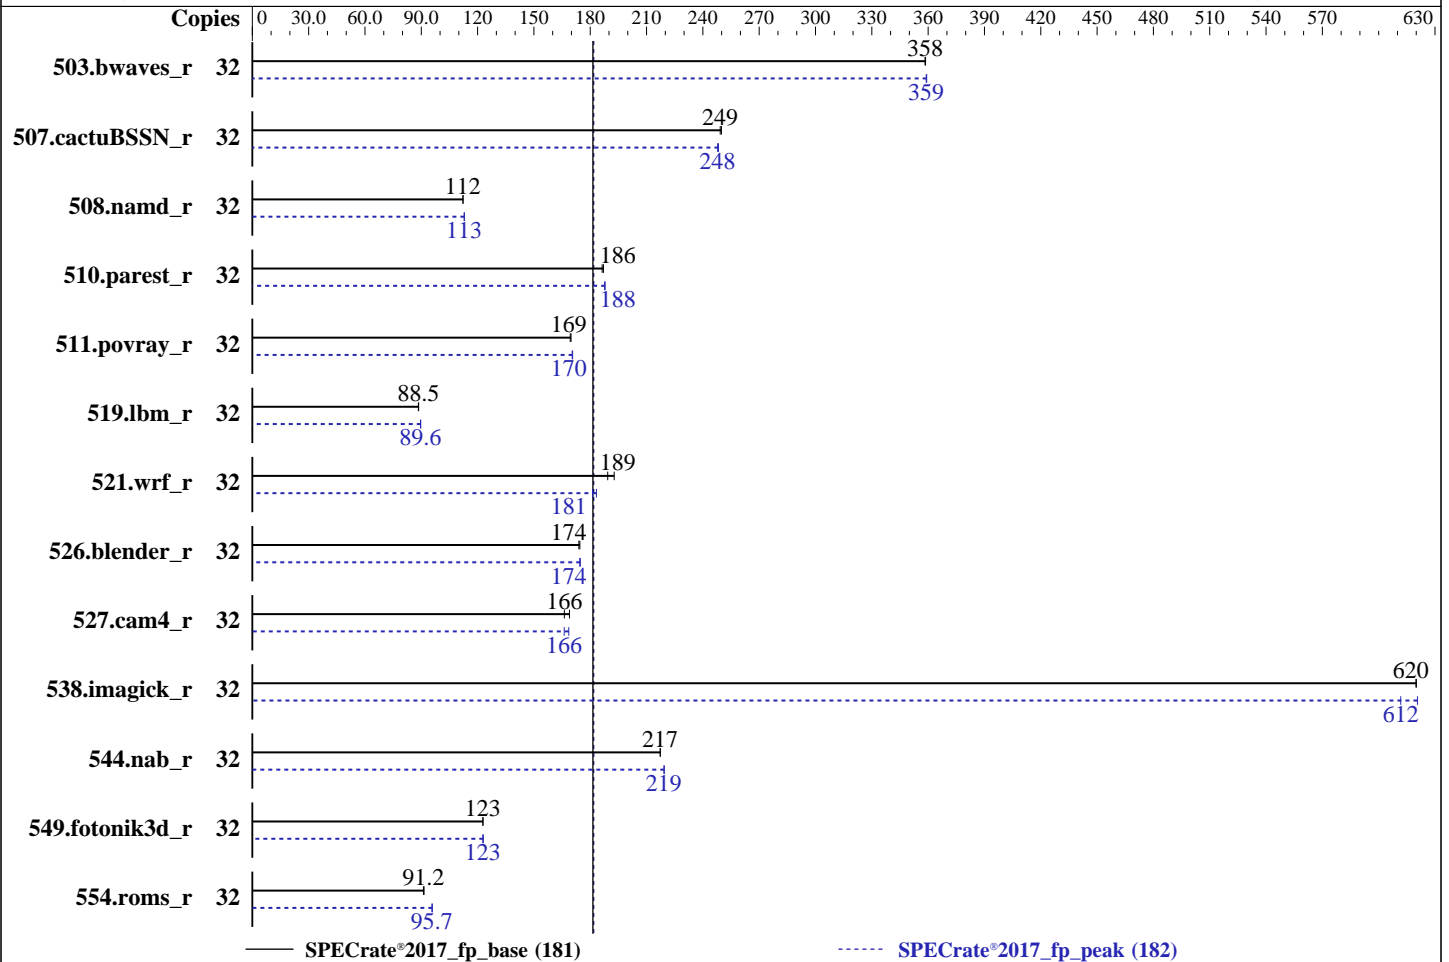 Copies 0 30.0 60.0 90.0 120 150 180 210 240 270 300 330 360 390 420 450 480 510 540 570 630
358
503.bwaves_r 32
359
249
507.cactuBSSN_r 32
248
112
508.namd_r 32
113
186
510.parest_r 32
188
169
511.povray_r 32
170
88.5
519.lbm_r 32
89.6
189
521.wrf_r 32
181
174
526.blender_r 32
174
166
527.cam4_r 32
166
620
538.imagick_r 32
612
217
544.nab_r 32
219
123
549.fotonik3d_r 32
123
91.2
554.roms_r 32
95.7
SPECrate®2017_fp_base (181) SPECrate®2017_fp_peak (182)